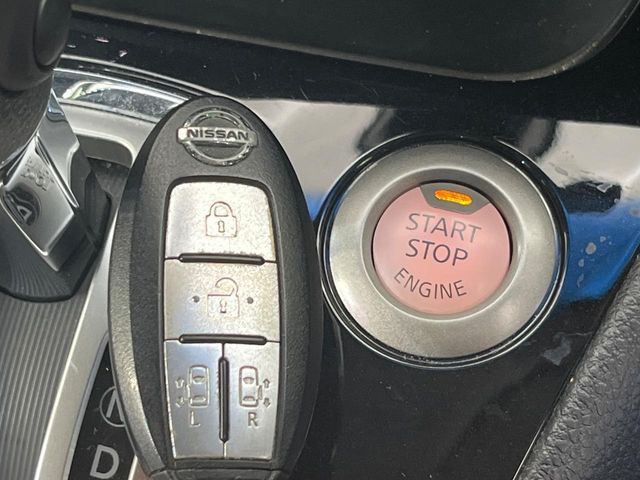 NISSAN
START
STOP
ENGINE
L
R
N
D